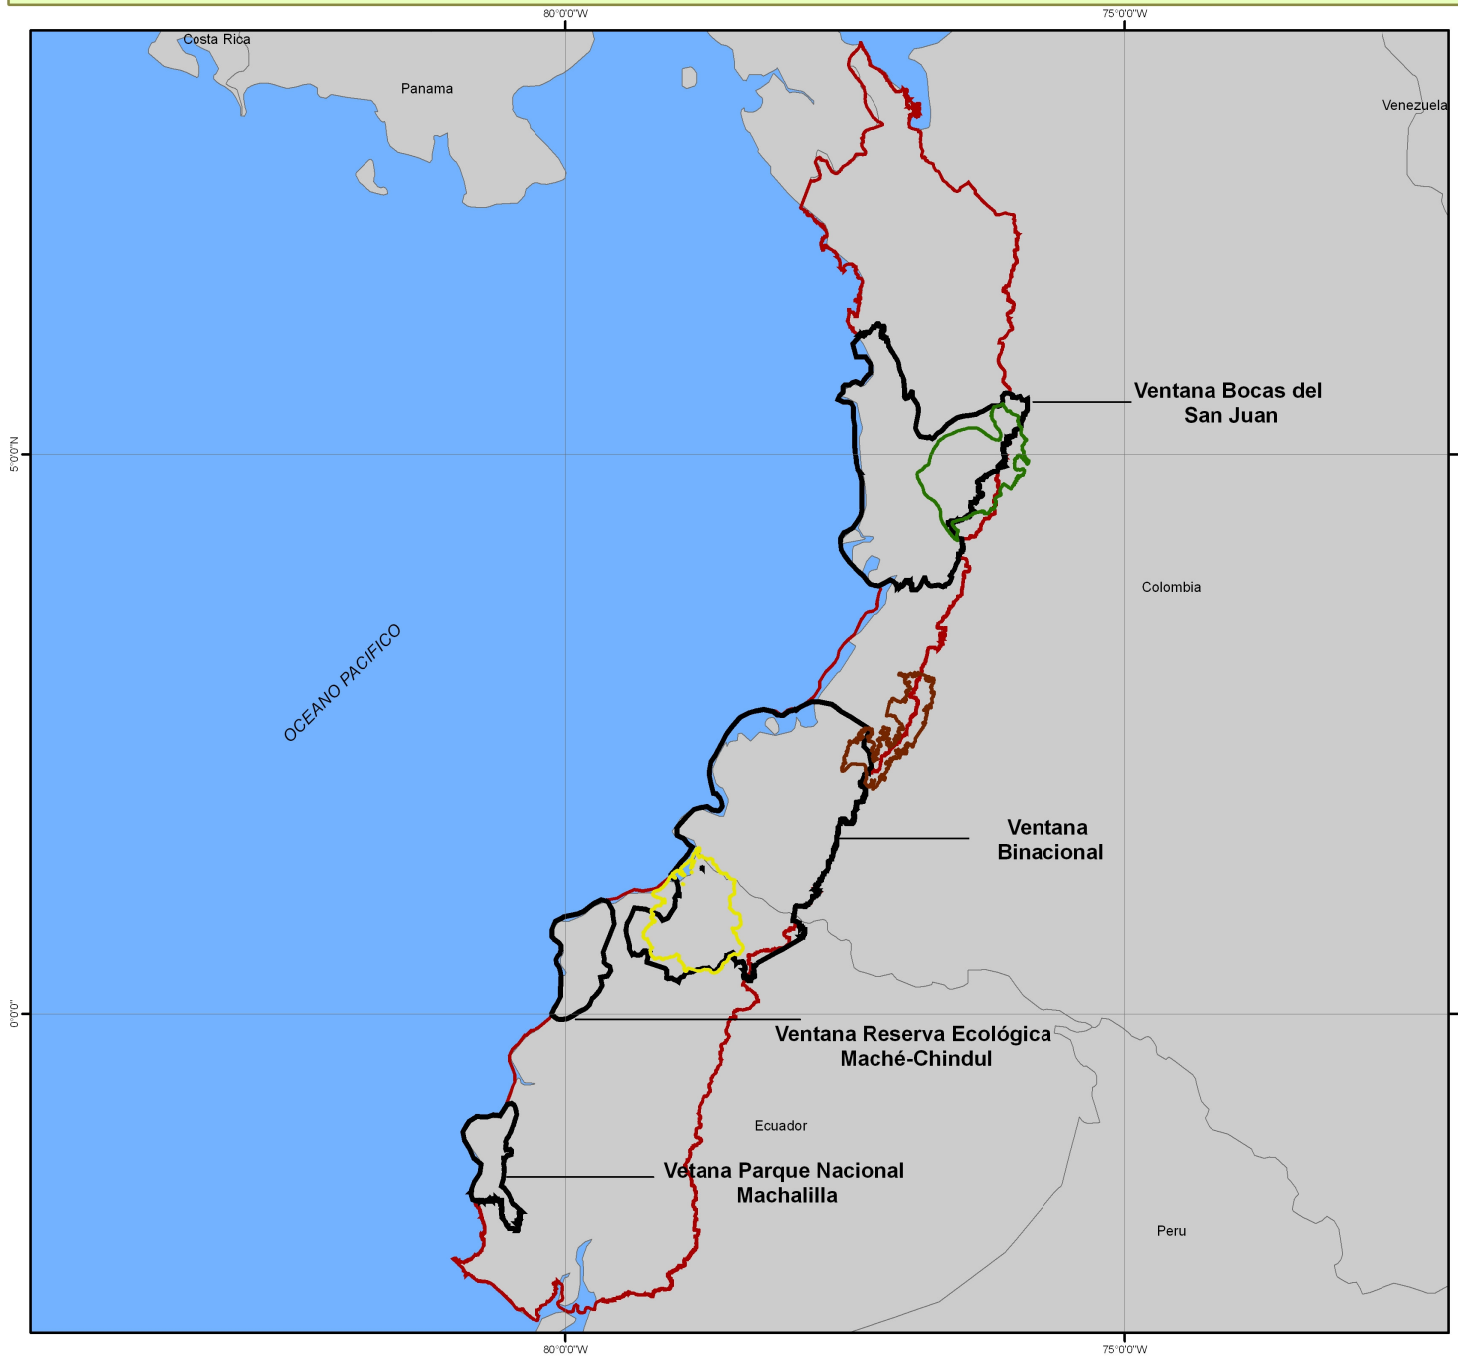 80°0'0"W
75°0'0"W
Costa Rica
Panama
Venezuela
Ventana Bocas del
San Juan
5°0'0"N
Colombia
OCEANO PACIFICO
Ventana
Binacional
0°0'0"
Ventana Reserva Ecológica
Maché-Chindul
Ecuador
Vetana Parque Nacional
Machalilla
Peru
80°0'0"W
75°0'0"W